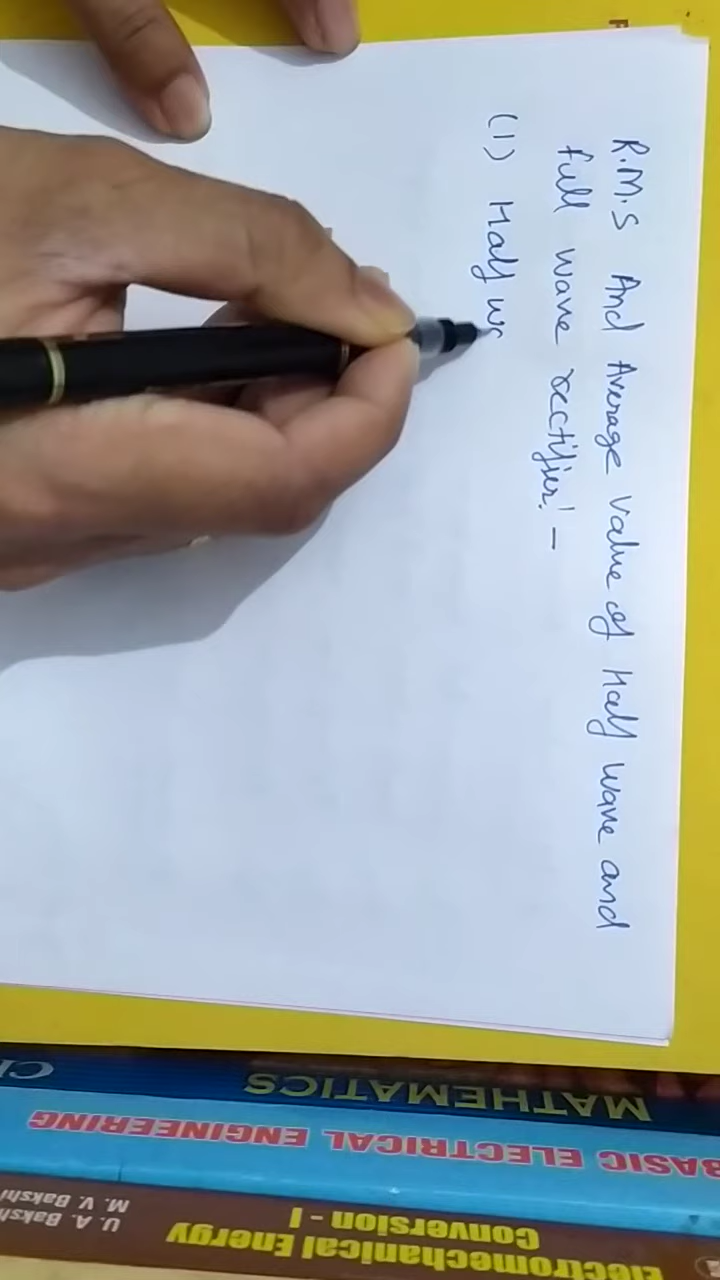 R.M.S And Average value of Half wave and
full wave rectifier:-
(1) Half wa
MATHEMATICS
BASIC ELECTRICAL ENGINEERING
Electromechanical Energy
Conversion - I
U. A. Bakshi
M. V. Bakshi